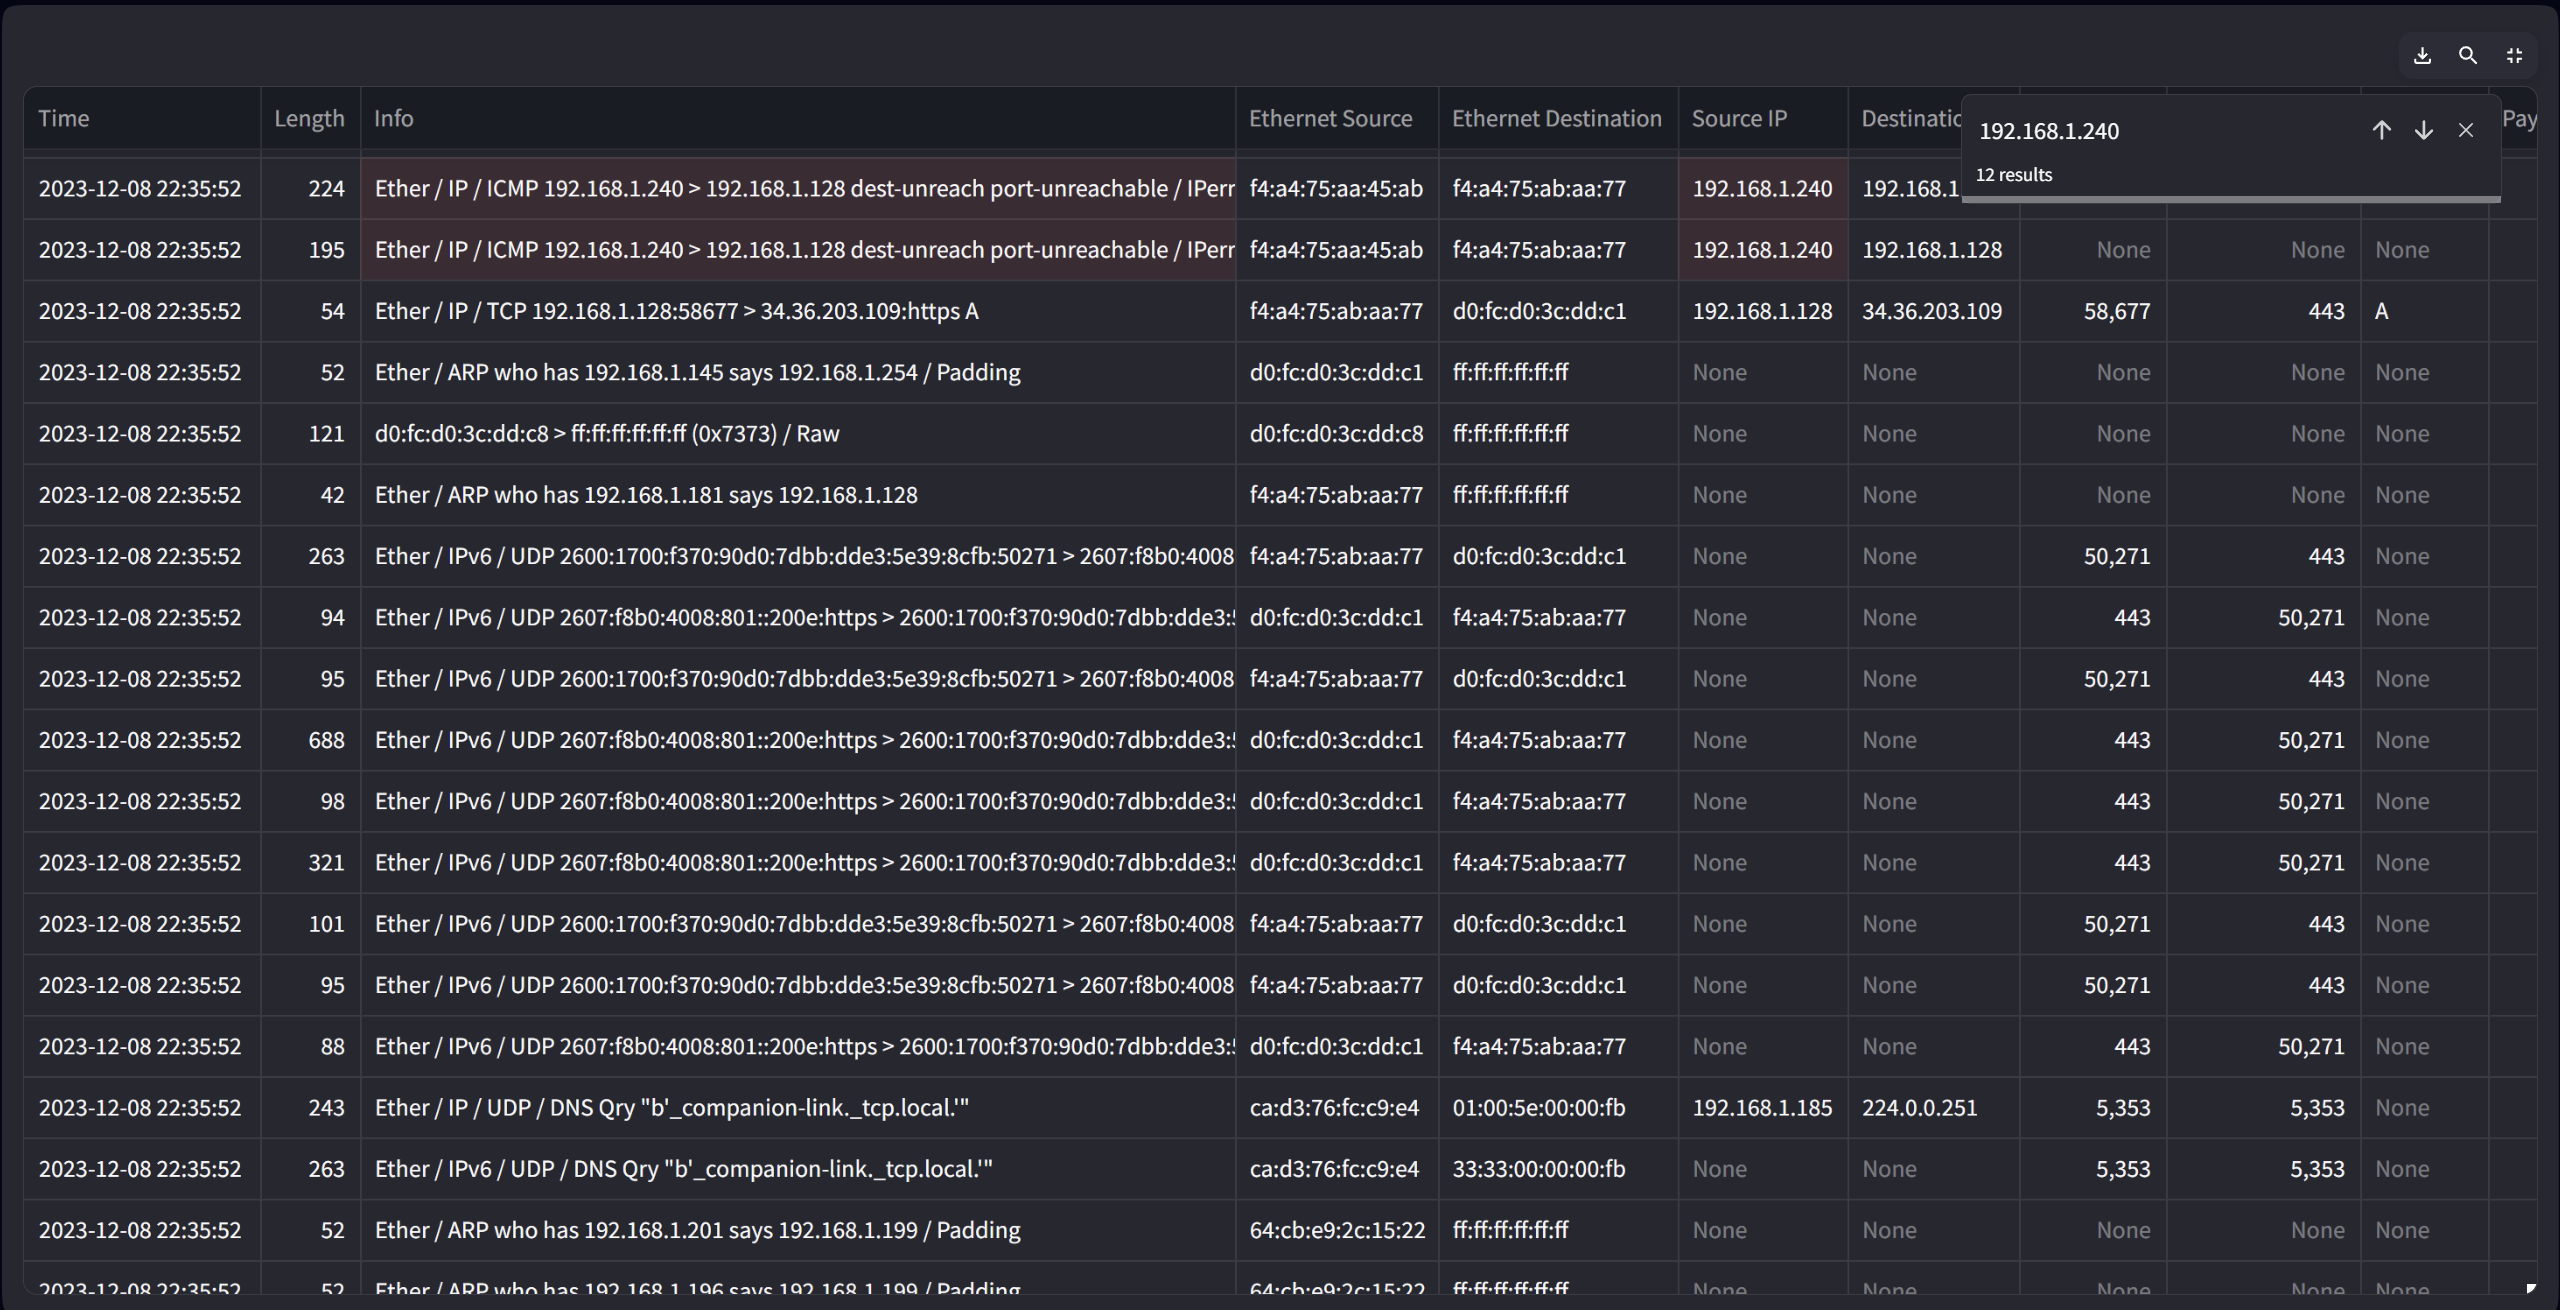 Time Length Info Ethernet Source Ethernet Destination Source IP Destinatic Pay
192.168.1.240
12 results
2023-12-08 22:35:52 224 Ether / IP / ICMP 192.168.1.240 > 192.168.1.128 dest-unreach port-unreachable / IPerr f4:a4:75:aa:45:ab f4:a4:75:ab:aa:77 192.168.1.240 192.168.1
2023-12-08 22:35:52 195 Ether / IP / ICMP 192.168.1.240 > 192.168.1.128 dest-unreach port-unreachable / IPerr f4:a4:75:aa:45:ab f4:a4:75:ab:aa:77 192.168.1.240 192.168.1.128 None None None
2023-12-08 22:35:52 54 Ether / IP / TCP 192.168.1.128:58677 > 34.36.203.109:https A f4:a4:75:ab:aa:77 d0:fc:d0:3c:dd:c1 192.168.1.128 34.36.203.109 58,677 443 A
2023-12-08 22:35:52 52 Ether / ARP who has 192.168.1.145 says 192.168.1.254 / Padding d0:fc:d0:3c:dd:c1 ff:ff:ff:ff:ff:ff None None None None None
2023-12-08 22:35:52 121 d0:fc:d0:3c:dd:c8 > ff:ff:ff:ff:ff:ff (0x7373) / Raw d0:fc:d0:3c:dd:c8 ff:ff:ff:ff:ff:ff None None None None None
2023-12-08 22:35:52 42 Ether / ARP who has 192.168.1.181 says 192.168.1.128 f4:a4:75:ab:aa:77 ff:ff:ff:ff:ff:ff None None None None None
2023-12-08 22:35:52 263 Ether / IPv6 / UDP 2600:1700:f370:90d0:7dbb:dde3:5e39:8cfb:50271 > 2607:f8b0:4008 f4:a4:75:ab:aa:77 d0:fc:d0:3c:dd:c1 None None 50,271 443 None
2023-12-08 22:35:52 94 Ether / IPv6 / UDP 2607:f8b0:4008:801::200e:https > 2600:1700:f370:90d0:7dbb:dde3:5 d0:fc:d0:3c:dd:c1 f4:a4:75:ab:aa:77 None None 443 50,271 None
2023-12-08 22:35:52 95 Ether / IPv6 / UDP 2600:1700:f370:90d0:7dbb:dde3:5e39:8cfb:50271 > 2607:f8b0:4008 f4:a4:75:ab:aa:77 d0:fc:d0:3c:dd:c1 None None 50,271 443 None
2023-12-08 22:35:52 688 Ether / IPv6 / UDP 2607:f8b0:4008:801::200e:https > 2600:1700:f370:90d0:7dbb:dde3:5 d0:fc:d0:3c:dd:c1 f4:a4:75:ab:aa:77 None None 443 50,271 None
2023-12-08 22:35:52 98 Ether / IPv6 / UDP 2607:f8b0:4008:801::200e:https > 2600:1700:f370:90d0:7dbb:dde3:5 d0:fc:d0:3c:dd:c1 f4:a4:75:ab:aa:77 None None 443 50,271 None
2023-12-08 22:35:52 321 Ether / IPv6 / UDP 2607:f8b0:4008:801::200e:https > 2600:1700:f370:90d0:7dbb:dde3:5 d0:fc:d0:3c:dd:c1 f4:a4:75:ab:aa:77 None None 443 50,271 None
2023-12-08 22:35:52 101 Ether / IPv6 / UDP 2600:1700:f370:90d0:7dbb:dde3:5e39:8cfb:50271 > 2607:f8b0:4008 f4:a4:75:ab:aa:77 d0:fc:d0:3c:dd:c1 None None 50,271 443 None
2023-12-08 22:35:52 95 Ether / IPv6 / UDP 2600:1700:f370:90d0:7dbb:dde3:5e39:8cfb:50271 > 2607:f8b0:4008 f4:a4:75:ab:aa:77 d0:fc:d0:3c:dd:c1 None None 50,271 443 None
2023-12-08 22:35:52 88 Ether / IPv6 / UDP 2607:f8b0:4008:801::200e:https > 2600:1700:f370:90d0:7dbb:dde3:5 d0:fc:d0:3c:dd:c1 f4:a4:75:ab:aa:77 None None 443 50,271 None
2023-12-08 22:35:52 243 Ether / IP / UDP / DNS Qry "b'_companion-link._tcp.local.'" ca:d3:76:fc:c9:e4 01:00:5e:00:00:fb 192.168.1.185 224.0.0.251 5,353 5,353 None
2023-12-08 22:35:52 263 Ether / IPv6 / UDP / DNS Qry "b'_companion-link._tcp.local.'" ca:d3:76:fc:c9:e4 33:33:00:00:00:fb None None 5,353 5,353 None
2023-12-08 22:35:52 52 Ether / ARP who has 192.168.1.201 says 192.168.1.199 / Padding 64:cb:e9:2c:15:22 ff:ff:ff:ff:ff:ff None None None None None
2023-12-08 22:35:52 52 Ether / ARP who has 192.168.1.196 says 192.168.1.199 / Padding 64:cb:e9:2c:15:22 ff:ff:ff:ff:ff:ff None None None None None